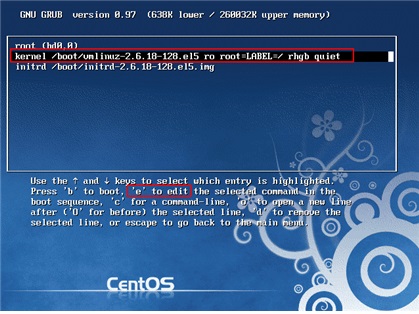 GNU GRUB version 0.97 (638K lower / 260032K upper memory)
root (hd0,0)
kernel /boot/vmlinuz-2.6.18-128.el5 ro root=LABEL=/ rhgb quiet
initrd /boot/initrd-2.6.18-128.el5.img
Use the ↑ and ↓ keys to select which entry is highlighted.
Press 'b' to boot, 'e' to edit the selected command in the
boot sequence, 'c' for a command-line, 'o' to open a new line
after ('O' for before) the selected line, 'd' to remove the
selected line, or escape to go back to the main menu.
CentOS